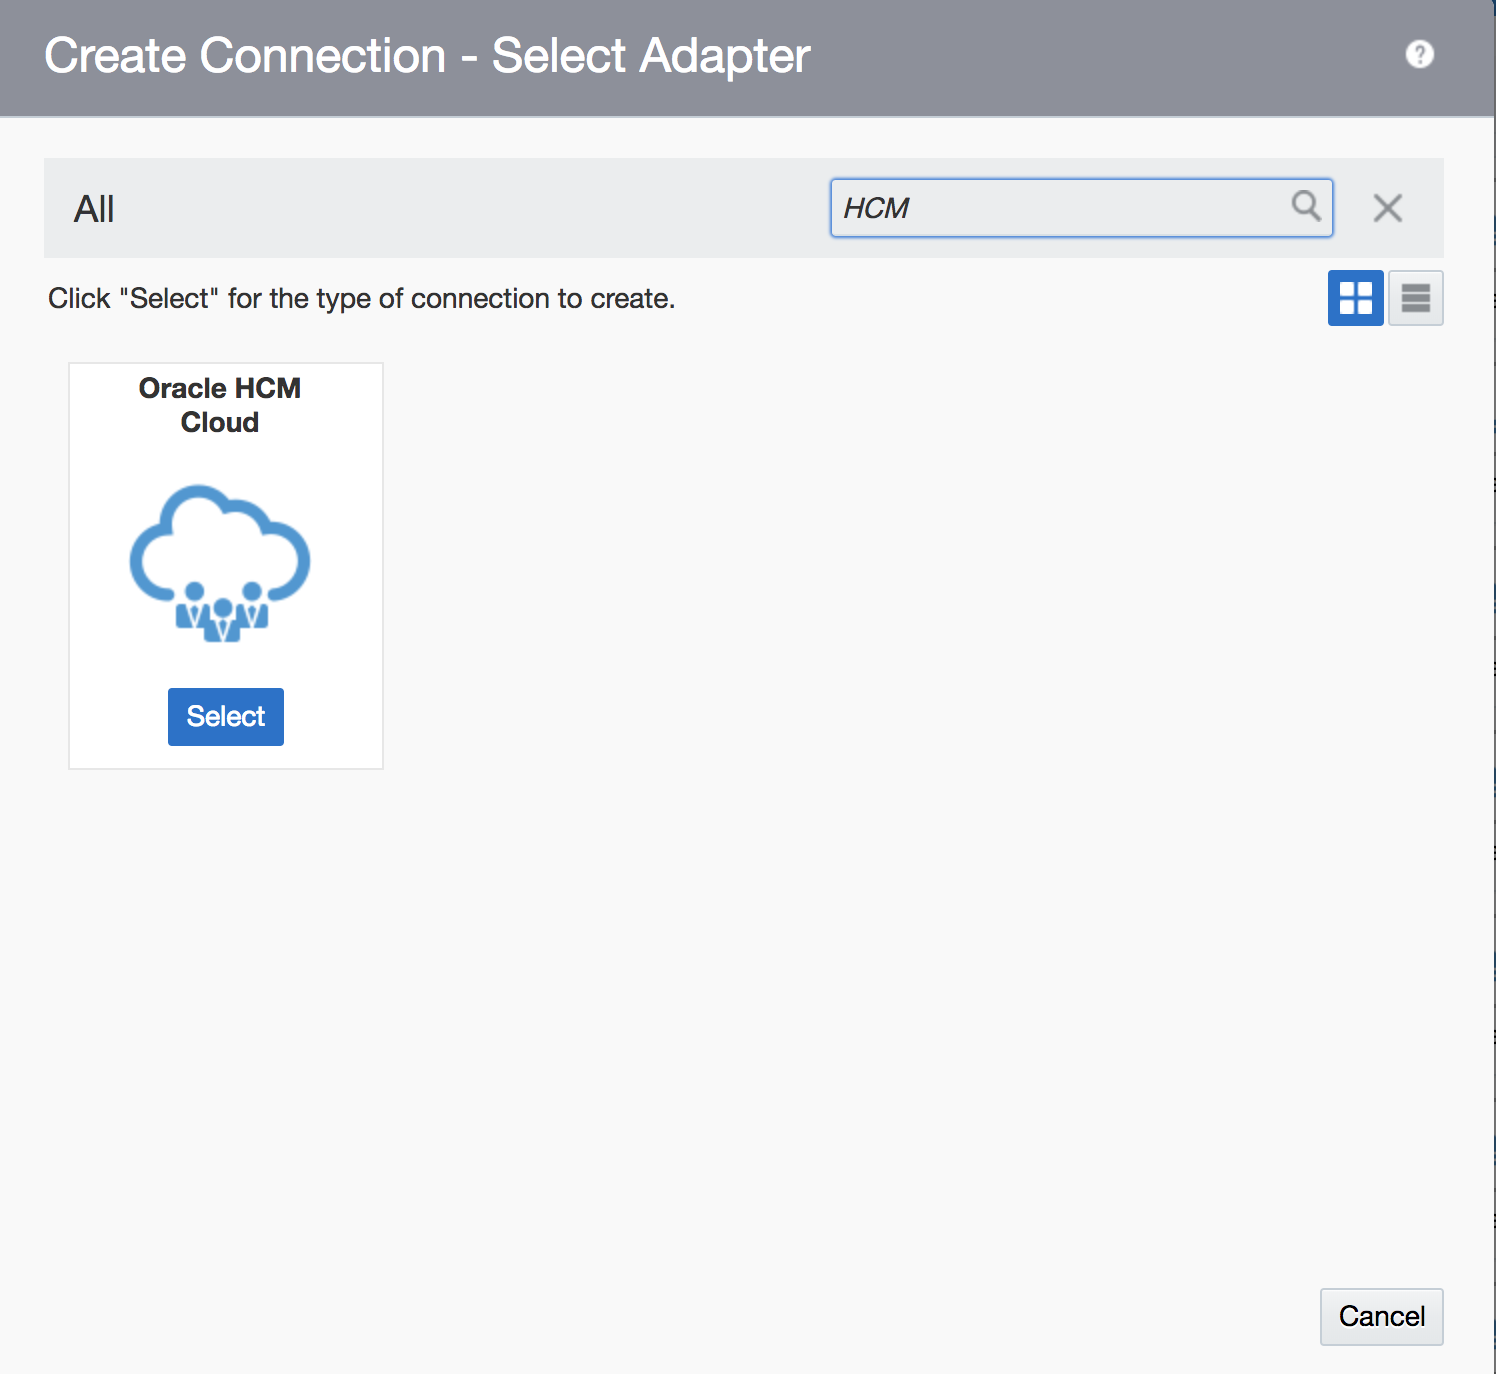 Create Connection - Select Adapter
?
All
HCM
Click "Select" for the type of connection to create.
Oracle HCM
Cloud
Select
Cancel